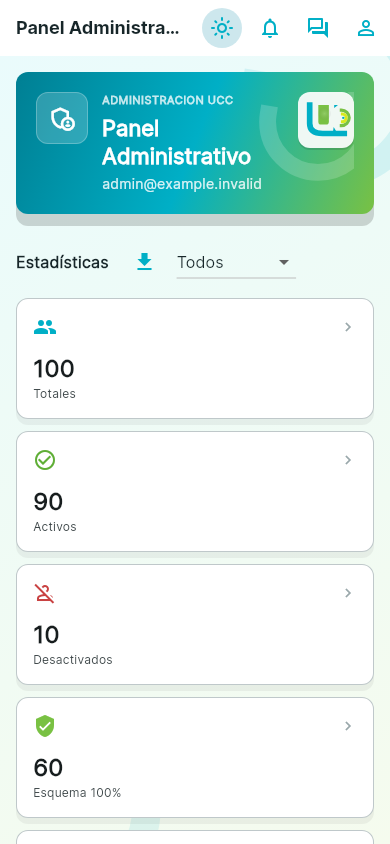 Panel Administra...
ADMINISTRACION UCC
Panel
Administrativo
admin@example.invalid
Estadísticas
Todos
100
Totales
90
Activos
10
Desactivados
60
Esquema 100%